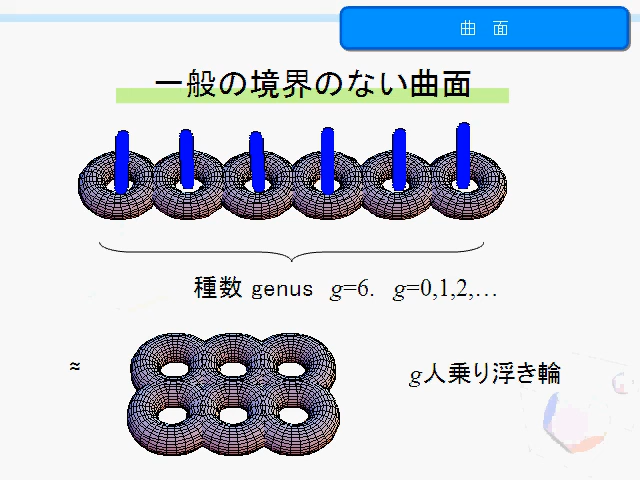 曲 面
一般の境界のない曲面
種数 genus g=6. g=0,1,2,…
≈
g人乗り浮き輪